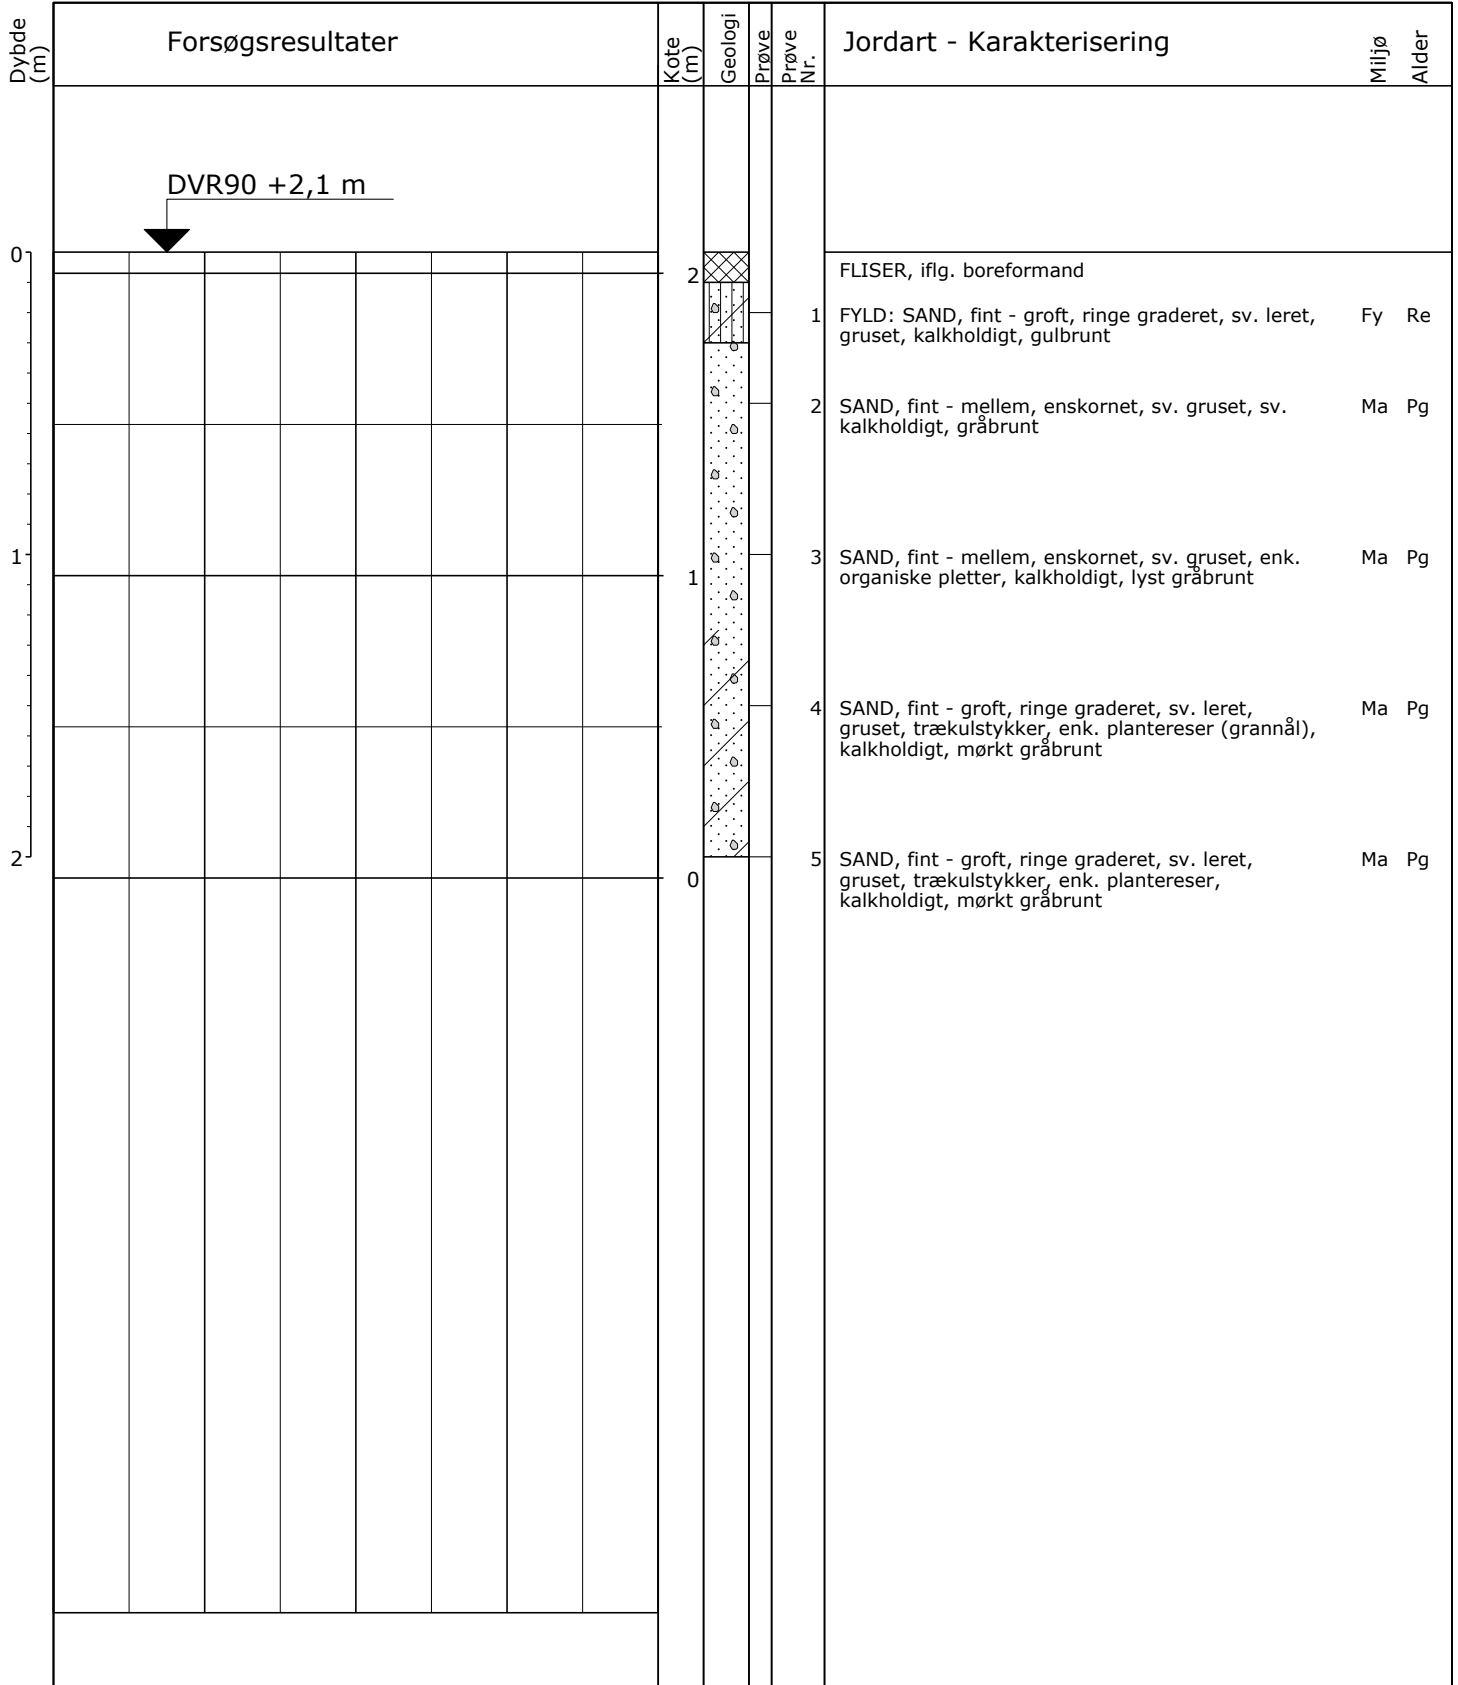 Dybde
(m)
Forsøgsresultater
Kote
(m)
Geologi
Prøve
Prøve
Nr.
Jordart - Karakterisering
Miljø
Alder
DVR90 +2,1 m
0
2
FLISER, iflg. boreformand
1 FYLD: SAND, fint - groft, ringe graderet, sv. leret, Fy Re
gruset, kalkholdigt, gulbrunt
2 SAND, fint - mellem, enskornet, sv. gruset, sv. Ma Pg
kalkholdigt, gråbrunt
1
3 SAND, fint - mellem, enskornet, sv. gruset, enk. Ma Pg
1 organiske pletter, kalkholdigt, lyst gråbrunt
4 SAND, fint - groft, ringe graderet, sv. leret, Ma Pg
gruset, trækulstykker, enk. plantereser (grannål),
kalkholdigt, mørkt gråbrunt
2
5 SAND, fint - groft, ringe graderet, sv. leret, Ma Pg
0 gruset, trækulstykker, enk. plantereser,
kalkholdigt, mørkt gråbrunt